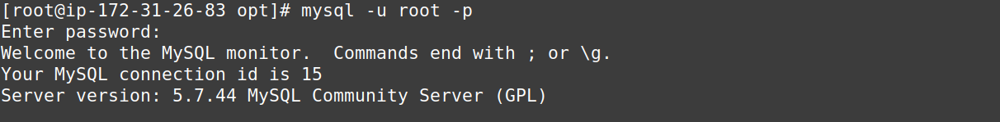 [root@ip-172-31-26-83 opt]# mysql -u root -p
Enter password:
Welcome to the MySQL monitor.  Commands end with ; or \g.
Your MySQL connection id is 15
Server version: 5.7.44 MySQL Community Server (GPL)